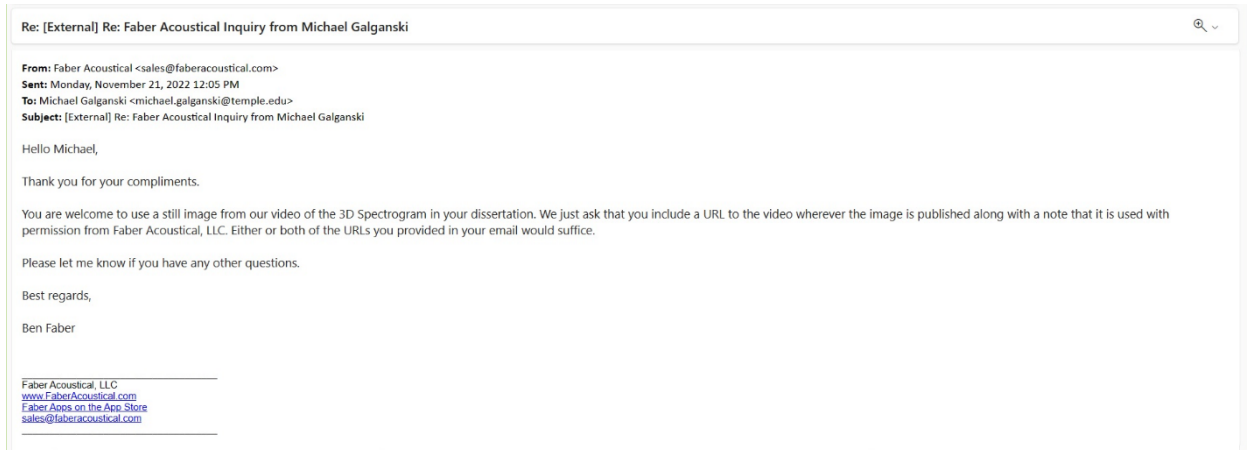 Re: [External] Re: Faber Acoustical Inquiry from Michael Galganski
From: Faber Acoustical <sales@faberacoustical.com>
Sent: Monday, November 21, 2022 12:05 PM
To: Michael Galganski <michael.galganski@temple.edu>
Subject: [External] Re: Faber Acoustical Inquiry from Michael Galganski
Hello Michael,
Thank you for your compliments.
You are welcome to use a still image from our video of the 3D Spectrogram in your dissertation. We just ask that you include a URL to the video wherever the image is published along with a note that it is used with
permission from Faber Acoustical, LLC. Either or both of the URLs you provided in your email would suffice.
Please let me know if you have any other questions.
Best regards,
Ben Faber
Faber Acoustical, LLC
www.FaberAcoustical.com
Faber Apps on the App Store
sales@faberacoustical.com